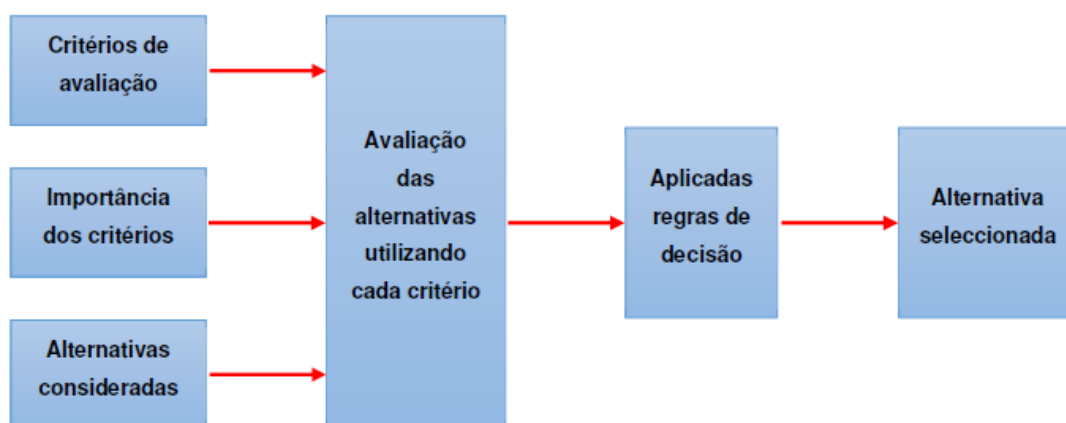 Critérios de
avaliação
Importância
dos critérios
Alternativas
consideradas
Avaliação
das
alternativas
utilizando
cada critério
Aplicadas
regras de
decisão
Alternativa
seleccionada